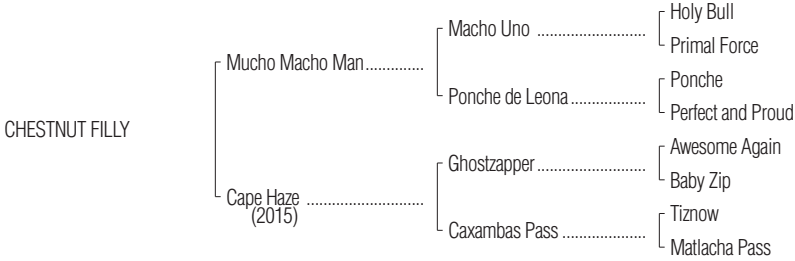 Holy Bull
Macho Uno ..........................
Primal Force
Mucho Macho Man..............
Ponche
Ponche de Leona..................
Perfect and Proud
CHESTNUT FILLY
Awesome Again
Ghostzapper..........................
Baby Zip
Cape Haze ............................
(2015)
Tiznow
Caxambas Pass ....................
Matlacha Pass